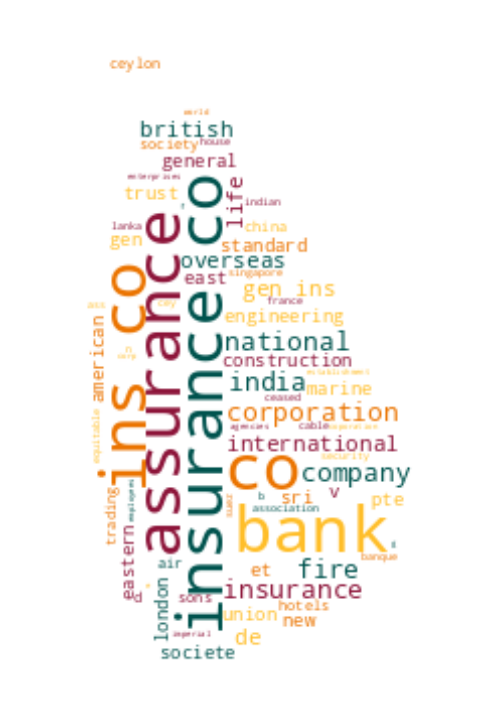 ceylon
world
british
society
house
general
enterprises
trust
life
indian
insurance co
assurance co
ins co
lanka
gen
china
standard
overseas
east
singapore
gen ins
france
cey
ass
engineering
american
national
construction
establishment
india
marine
ceased
corporation
equitable
agencies
cable
international
security
co
company
trading
employees
suez
b
sri
v
pte
association
bank
eastern
air
et
fire
banque
d
london
sons
insurance
union
hotels
new
imperial
de
societe